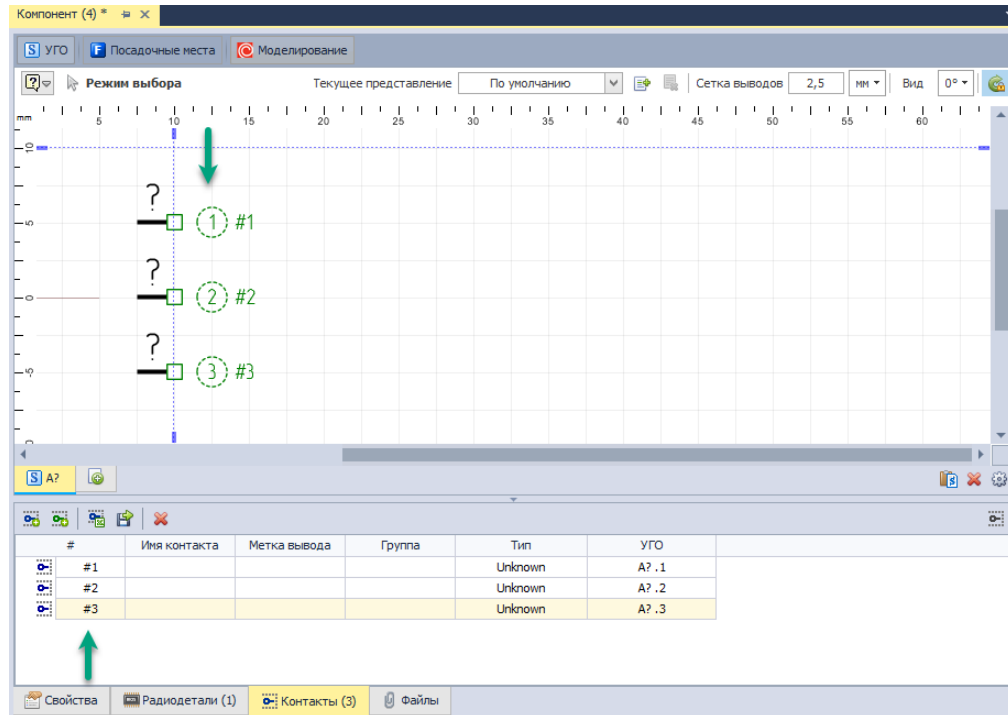 Компонент (4) *
S УГО F Посадочные места Моделирование
? Режим выбора Текущее представление По умолчанию Сетка выводов 2,5 мм Вид 0°
mm 5 10 15 20 25 30 35 40 45 50 55 60
10
?
5 1 #1
?
0 2 #2
?
-5 3 #3
S A?
# Имя контакта Метка вывода Группа Тип УГО
#1 Unknown A? .1
#2 Unknown A? .2
#3 Unknown A? .3
Свойства Радиодетали (1) Контакты (3) Файлы